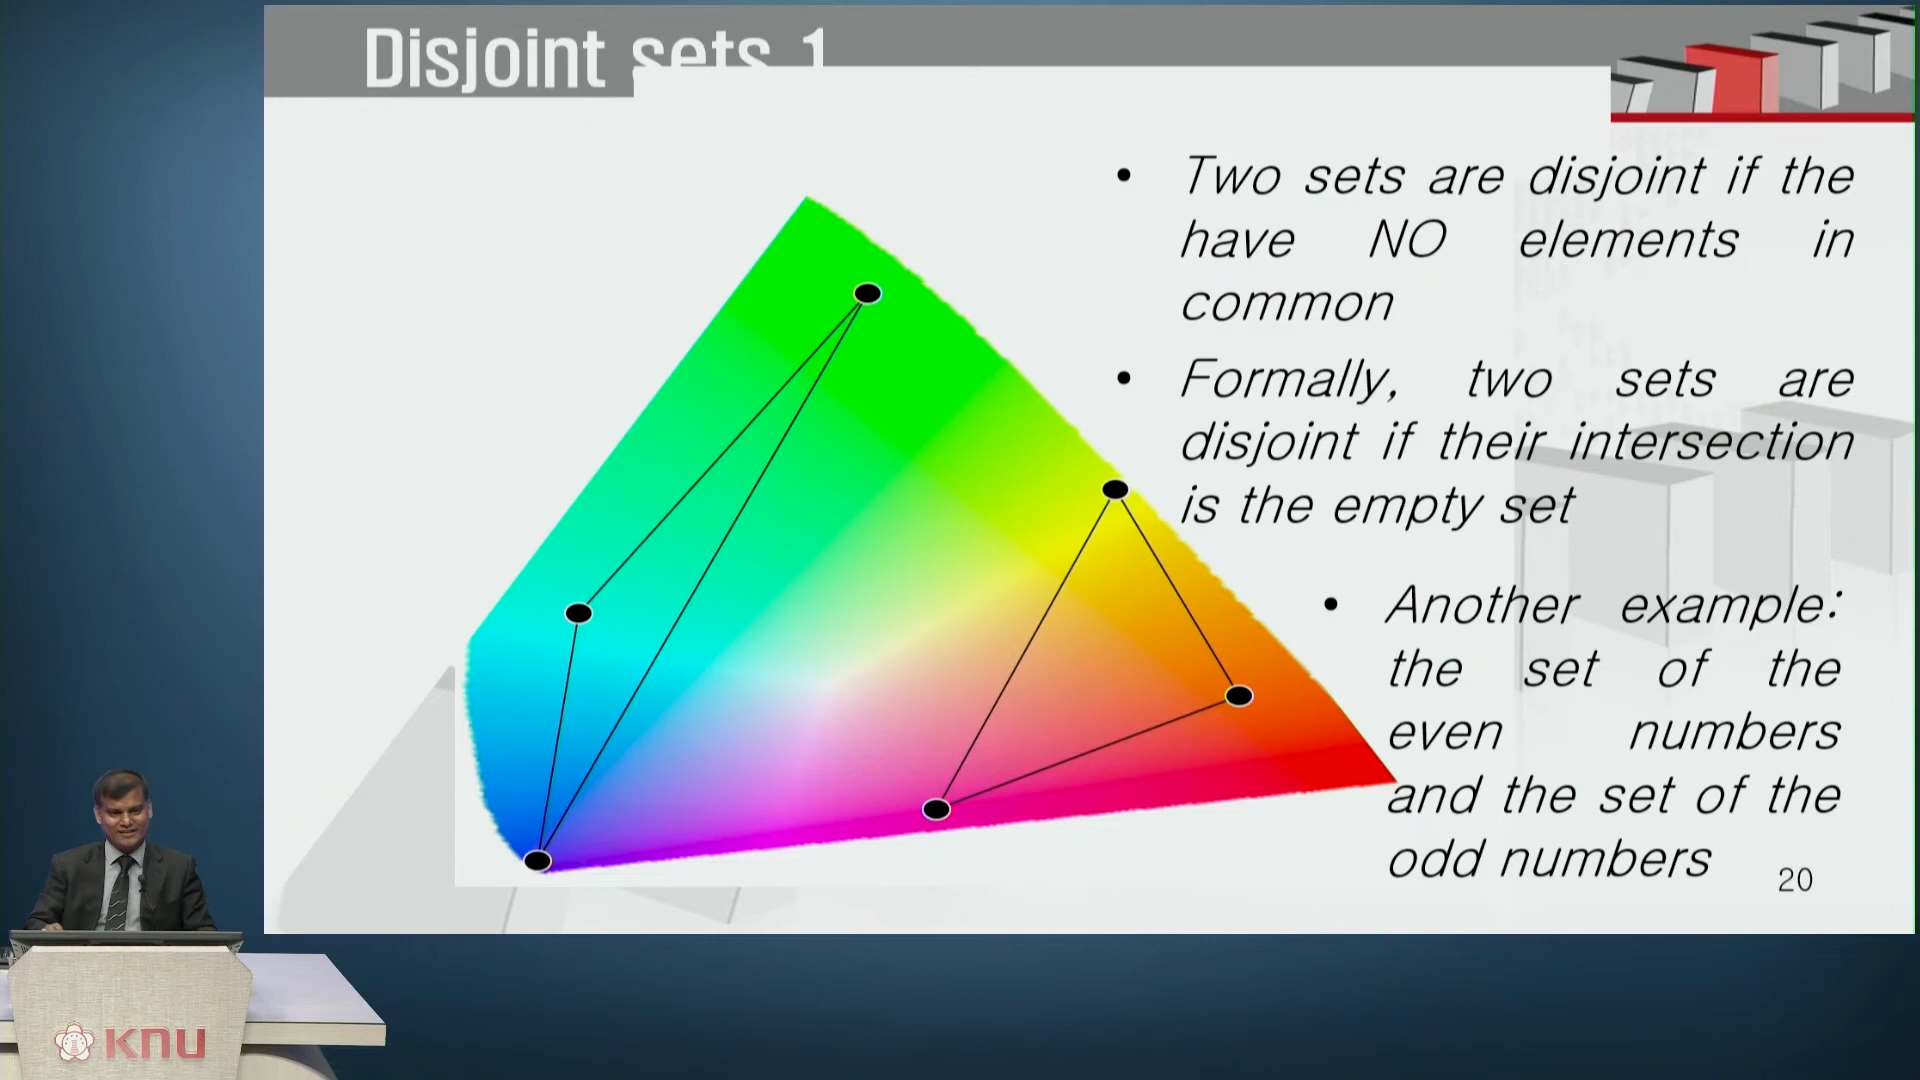 Disjoint sets 1
• Two sets are disjoint if the
have NO elements in
common
• Formally, two sets are
disjoint if their intersection
is the empty set
• Another example:
the set of the
even numbers
and the set of the
odd numbers
20
KNU